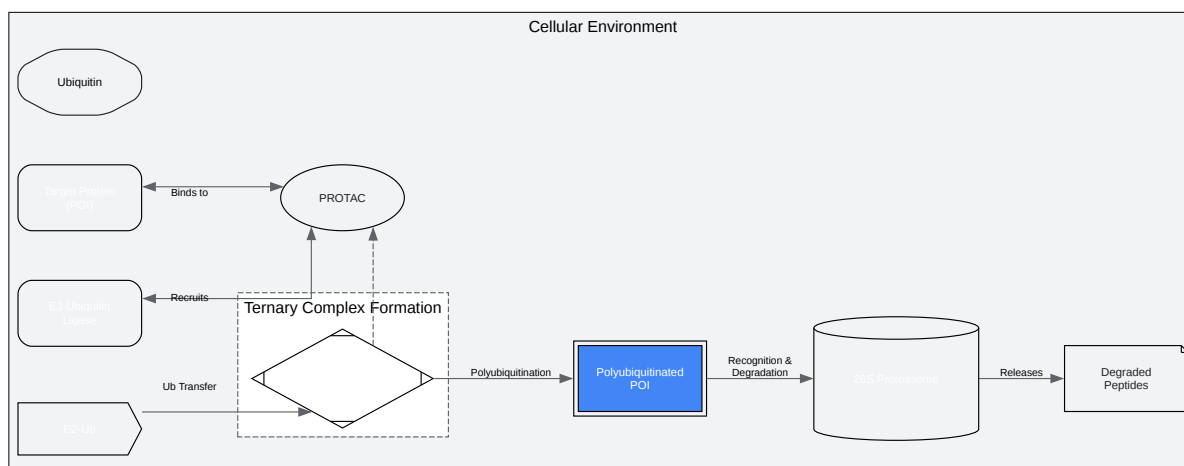 Cellular Environment
Ubiquitin
Target Protein
(POI)
Binds to
PROTAC
E3 Ubiquitin
Ligase
Recruits
Ternary Complex Formation
Ub Transfer
E2-Ub
Polyubiquitination
Polyubiquitinated
POI
Recognition &
Degradation
26S Proteasome
Releases
Degraded
Peptides